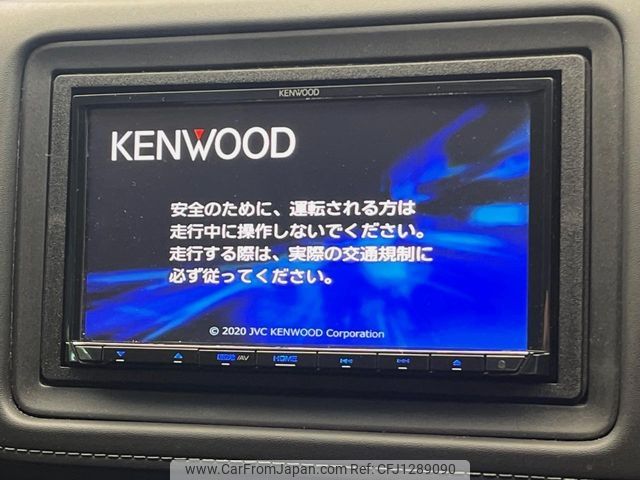 KENWOOD
KENWOOD
安全のために、運転される方は
走行中に操作しないでください。
走行する際は、実際の交通規制に
必ず従ってください。
© 2020 JVC KENWOOD Corporation
/AV HOME
www.CarFromJapan.com - CFJ1289090